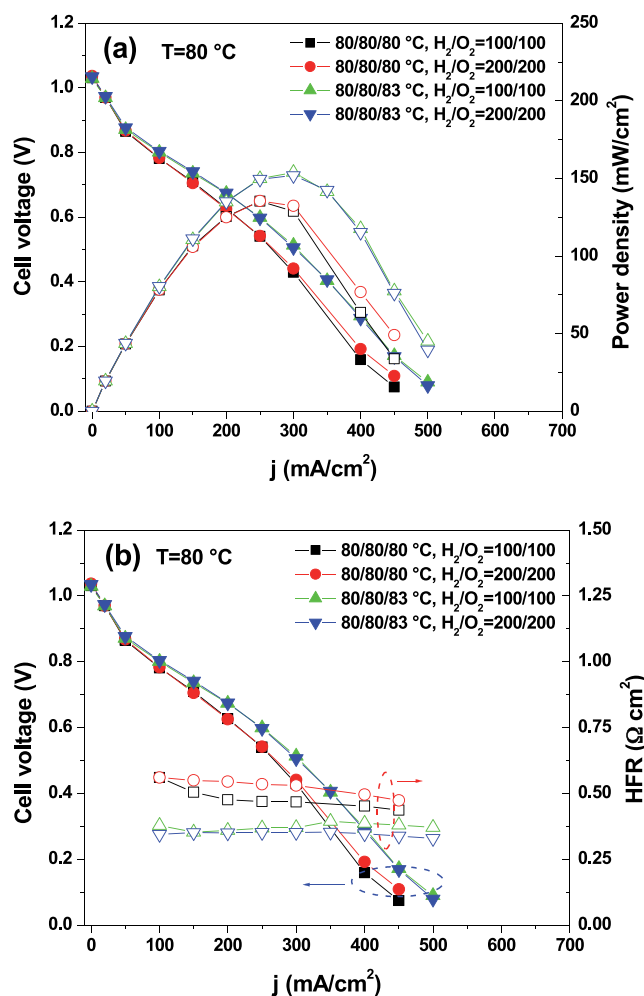 (a)
T=80 °C
80/80/80 °C, H₂/O₂=100/100
80/80/80 °C, H₂/O₂=200/200
80/80/83 °C, H₂/O₂=100/100
80/80/83 °C, H₂/O₂=200/200
Cell voltage (V)
1.2
1.0
0.8
0.6
0.4
0.2
0.0
Power density (mW/cm²)
250
200
150
100
50
0
0 100 200 300 400 500 600 700
j (mA/cm²)
(b)
T=80 °C
80/80/80 °C, H₂/O₂=100/100
80/80/80 °C, H₂/O₂=200/200
80/80/83 °C, H₂/O₂=100/100
80/80/83 °C, H₂/O₂=200/200
Cell voltage (V)
1.2
1.0
0.8
0.6
0.4
0.2
0.0
HFR (Ω cm²)
1.50
1.25
1.00
0.75
0.50
0.25
0.00
0 100 200 300 400 500 600 700
j (mA/cm²)